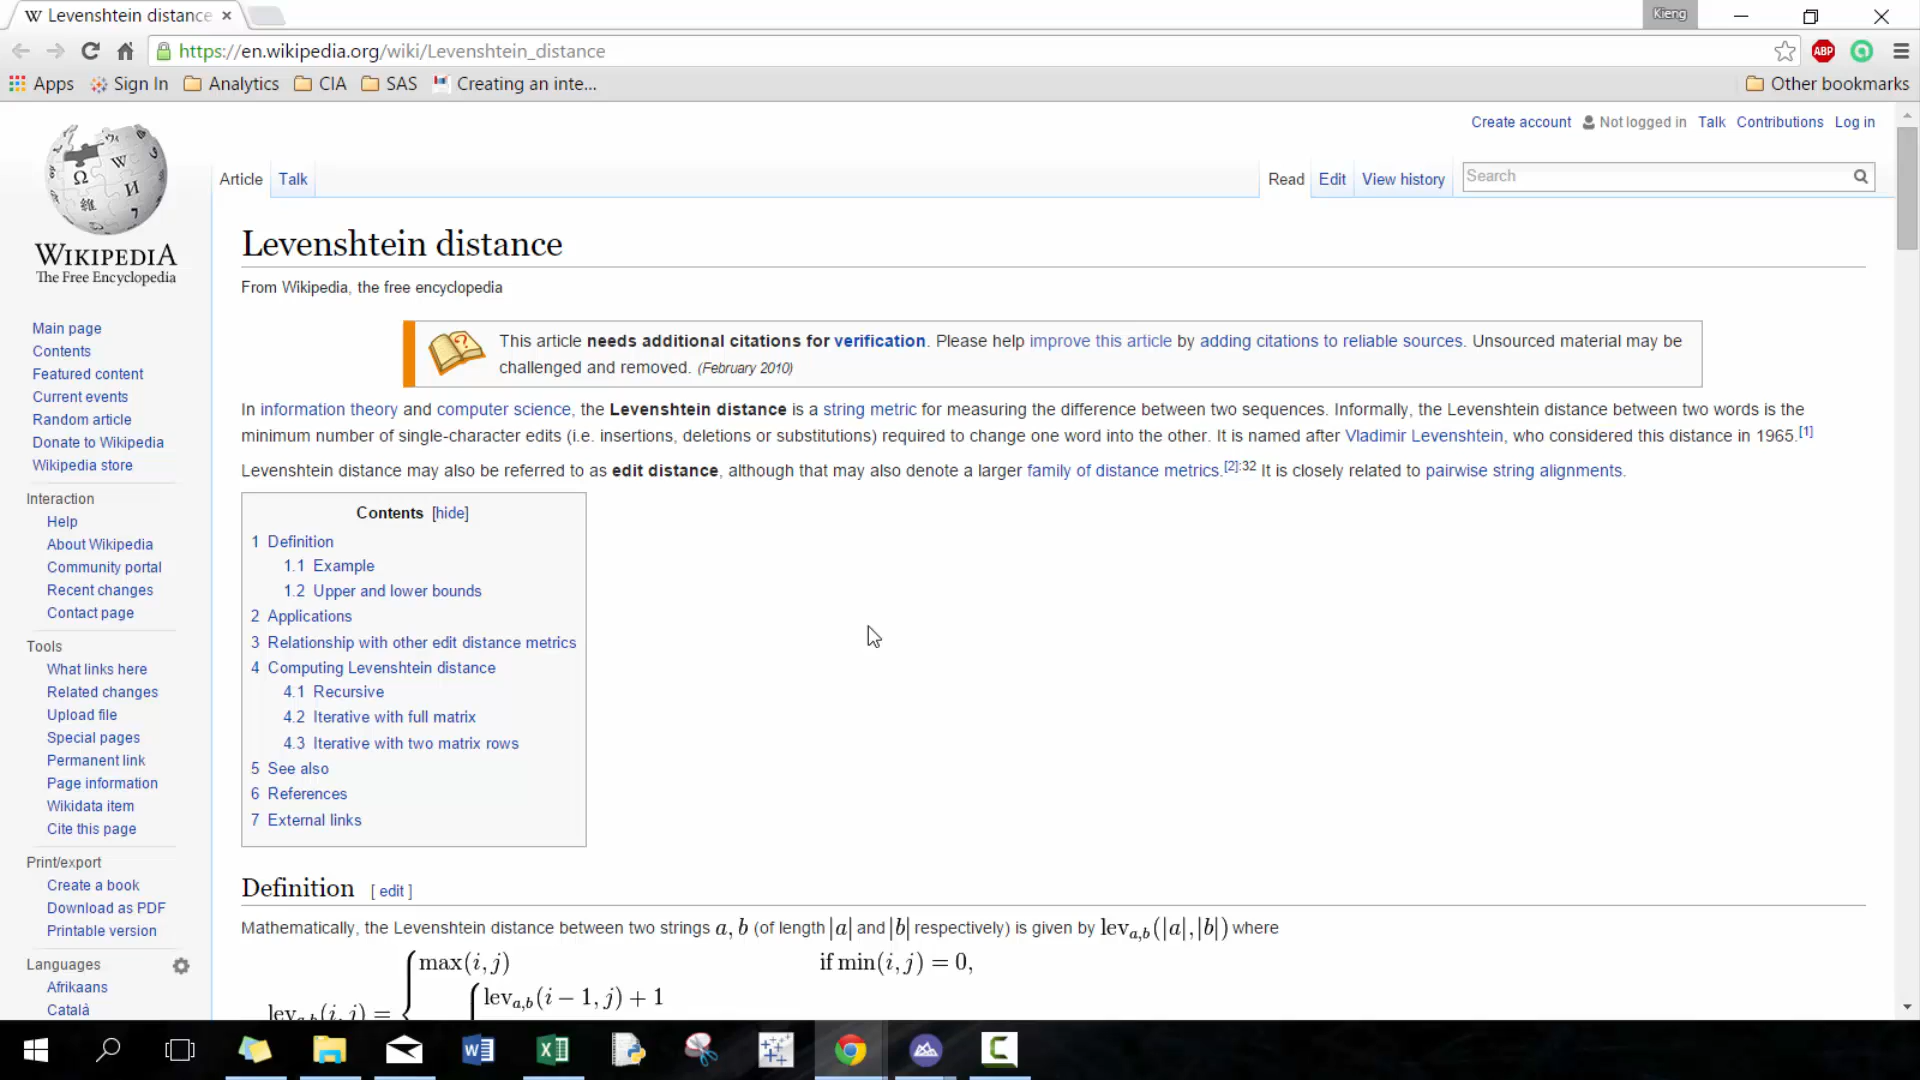 Levenshtein distance
Kieng
https://en.wikipedia.org/wiki/Levenshtein_distance
ABP
Apps
Sign In
Analytics
CIA
SAS
Creating an inte...
Other bookmarks
WIKIPEDIA
The Free Encyclopedia
Create account
Not logged in
Talk
Contributions
Log in
Article
Talk
Read
Edit
View history
Search
Levenshtein distance
From Wikipedia, the free encyclopedia
This article needs additional citations for verification. Please help improve this article by adding citations to reliable sources. Unsourced material may be
challenged and removed. (February 2010)
In information theory and computer science, the Levenshtein distance is a string metric for measuring the difference between two sequences. Informally, the Levenshtein distance between two words is the
minimum number of single-character edits (i.e. insertions, deletions or substitutions) required to change one word into the other. It is named after Vladimir Levenshtein, who considered this distance in 1965.[1]
Levenshtein distance may also be referred to as edit distance, although that may also denote a larger family of distance metrics.[2]:32 It is closely related to pairwise string alignments.
Contents [hide]
1 Definition
1.1 Example
1.2 Upper and lower bounds
2 Applications
3 Relationship with other edit distance metrics
4 Computing Levenshtein distance
4.1 Recursive
4.2 Iterative with full matrix
4.3 Iterative with two matrix rows
5 See also
6 References
7 External links
Definition [ edit ]
Mathematically, the Levenshtein distance between two strings a, b (of length |a| and |b| respectively) is given by lev_{a,b}(|a|,|b|) where
max(i, j) if min(i, j) = 0,
lev_{a,b}(i − 1, j) + 1
lev_{a,b}(i, j) =
Main page
Contents
Featured content
Current events
Random article
Donate to Wikipedia
Wikipedia store
Interaction
Help
About Wikipedia
Community portal
Recent changes
Contact page
Tools
What links here
Related changes
Upload file
Special pages
Permanent link
Page information
Wikidata item
Cite this page
Print/export
Create a book
Download as PDF
Printable version
Languages
Afrikaans
Català